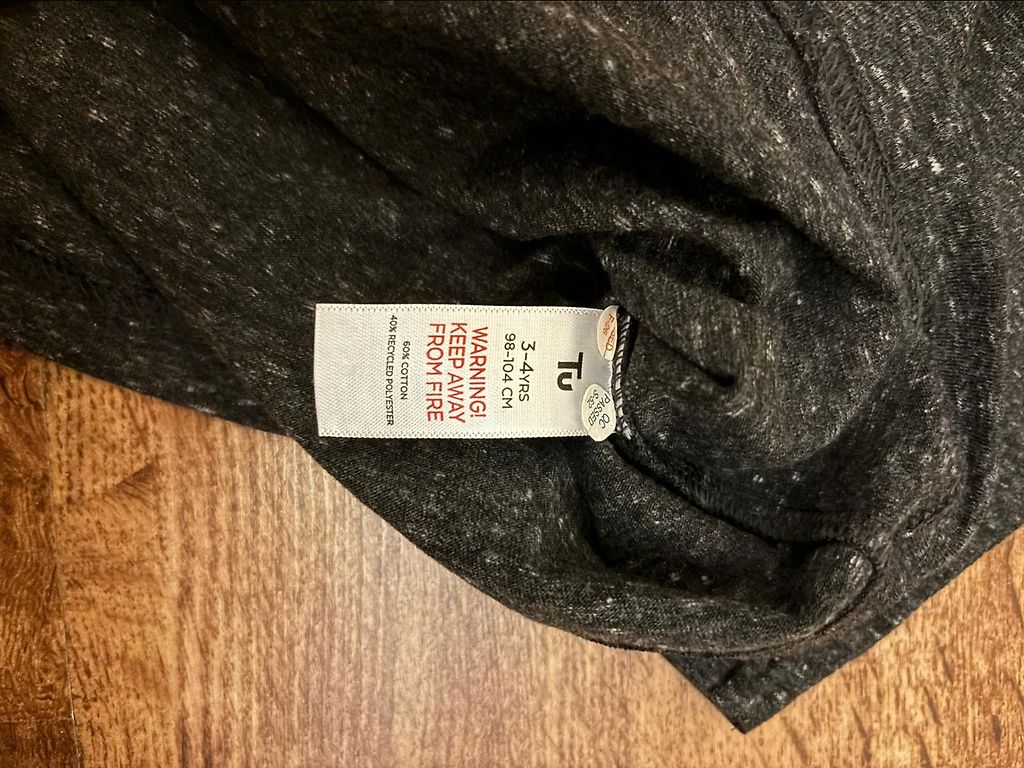 Tu
3-4YRS
98-104 CM
WARNING!
KEEP AWAY
FROM FIRE
60% COTTON
40% RECYCLED POLYESTER
QC
PASSED